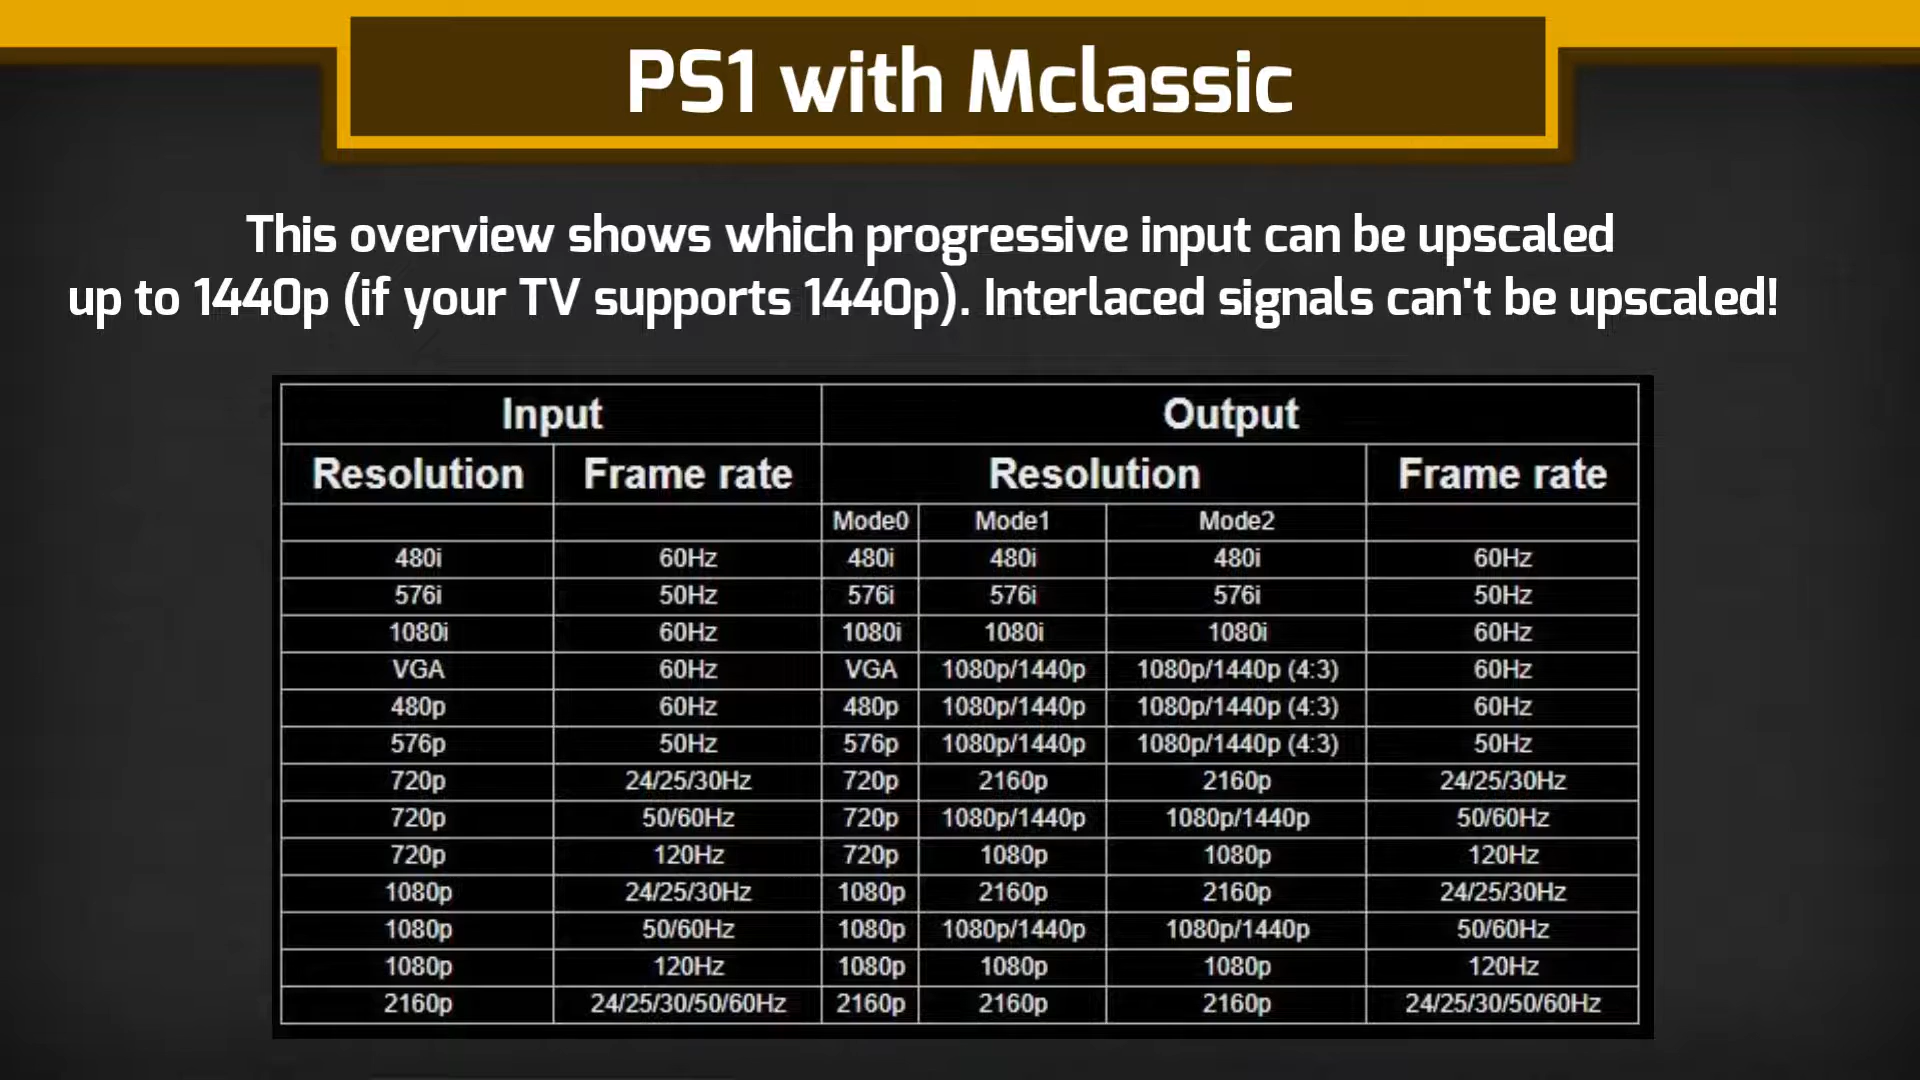 PS1 with Mclassic
This overview shows which progressive input can be upscaled
up to 1440p (if your TV supports 1440p). Interlaced signals can't be upscaled!
Input Output
Resolution Frame rate Resolution Frame rate
Mode0 Mode1 Mode2
480i 60Hz 480i 480i 480i 60Hz
576i 50Hz 576i 576i 576i 50Hz
1080i 60Hz 1080i 1080i 1080i 60Hz
VGA 60Hz VGA 1080p/1440p 1080p/1440p (4:3) 60Hz
480p 60Hz 480p 1080p/1440p 1080p/1440p (4:3) 60Hz
576p 50Hz 576p 1080p/1440p 1080p/1440p (4:3) 50Hz
720p 24/25/30Hz 720p 2160p 2160p 24/25/30Hz
720p 50/60Hz 720p 1080p/1440p 1080p/1440p 50/60Hz
720p 120Hz 720p 1080p 1080p 120Hz
1080p 24/25/30Hz 1080p 2160p 2160p 24/25/30Hz
1080p 50/60Hz 1080p 1080p/1440p 1080p/1440p 50/60Hz
1080p 120Hz 1080p 1080p 1080p 120Hz
2160p 24/25/30/50/60Hz 2160p 2160p 2160p 24/25/30/50/60Hz